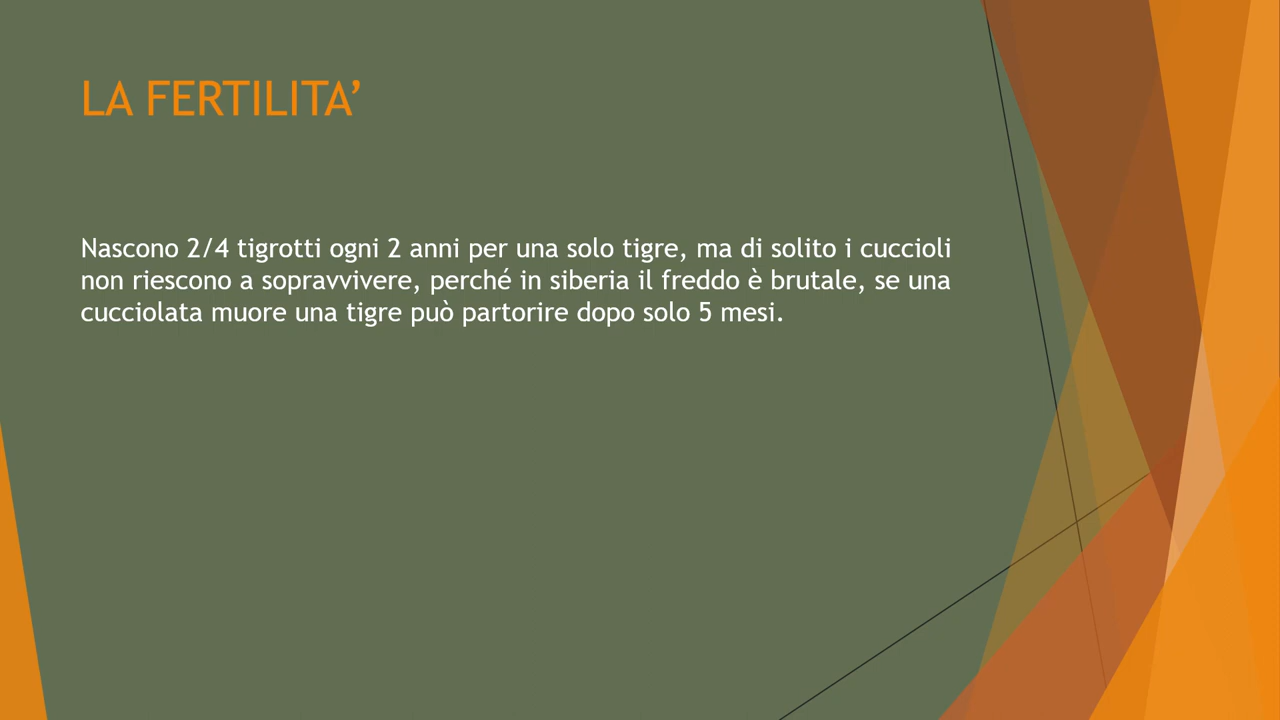 LA FERTILITA’
Nascono 2/4 tigrotti ogni 2 anni per una solo tigre, ma di solito i cuccioli
non riescono a sopravvivere, perché in siberia il freddo è brutale, se una
cucciolata muore una tigre può partorire dopo solo 5 mesi.